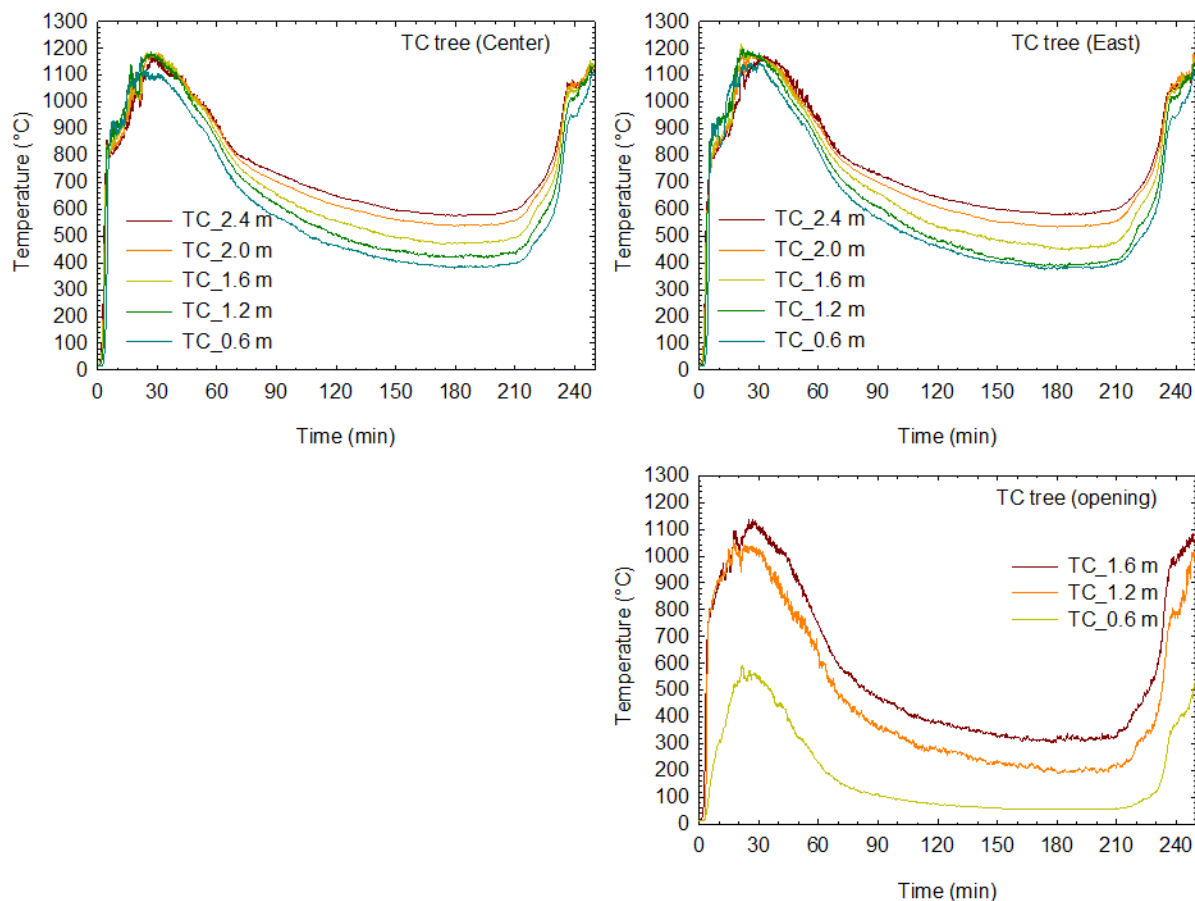 TC tree (Center)
1300
1200
1100
1000
900
800
700
600
500
400
300
200
100
0
Temperature (°C)
TC_2.4 m
TC_2.0 m
TC_1.6 m
TC_1.2 m
TC_0.6 m
0 30 60 90 120 150 180 210 240
Time (min)
TC tree (East)
1300
1200
1100
1000
900
800
700
600
500
400
300
200
100
0
Temperature (°C)
TC_2.4 m
TC_2.0 m
TC_1.6 m
TC_1.2 m
TC_0.6 m
0 30 60 90 120 150 180 210 240
Time (min)
TC tree (opening)
1300
1200
1100
1000
900
800
700
600
500
400
300
200
100
0
Temperature (°C)
TC_1.6 m
TC_1.2 m
TC_0.6 m
0 30 60 90 120 150 180 210 240
Time (min)